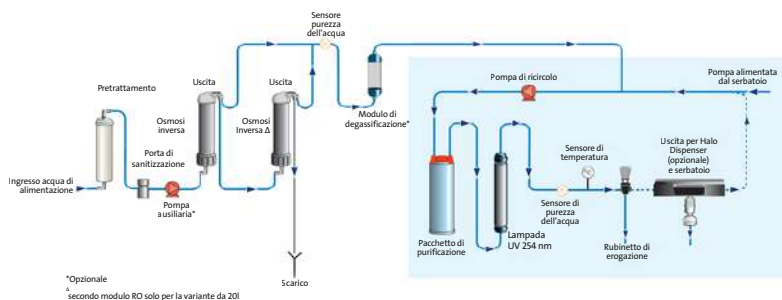 Sensore
purezza
dell'acqua
Pretrattamento
Uscita
Uscita
Osmosi
inversa
Osmosi
Inversa Δ
Modulo di
degassificazione*
Porta di
sanitizzazione
Ingresso acqua di
alimentazione
Pompa
ausiliaria*
Scarico
Pompa di ricircolo
Pompa alimentata
dal serbatoio
Sensore di
temperatura
Uscita per Halo
Dispenser
(opzionale)
e serbatoio
Sensore di
purezza
dell'acqua
Pacchetto di
purificazione
Lampada
UV 254 nm
Rubinetto di
erogazione
*Opzionale
Δ secondo modulo RO solo per la variante da 20l